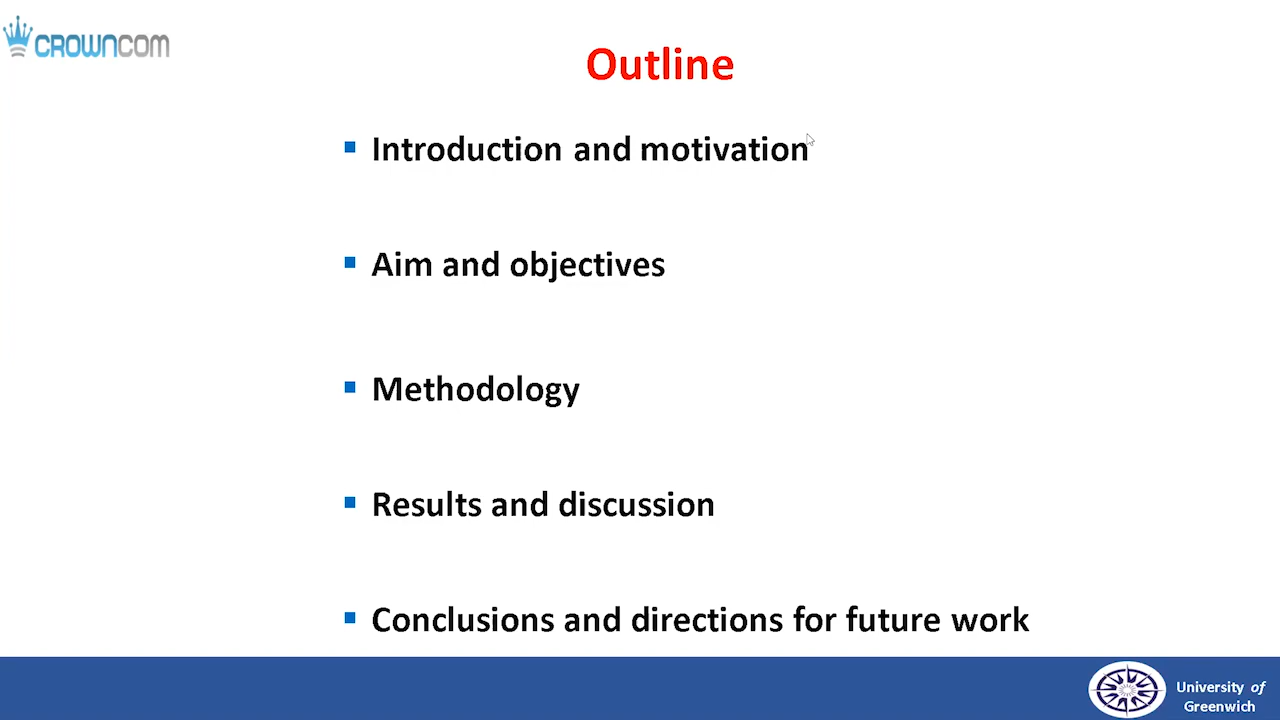 CROWNCOM
Outline
▪ Introduction and motivation
▪ Aim and objectives
▪ Methodology
▪ Results and discussion
▪ Conclusions and directions for future work
University of
Greenwich